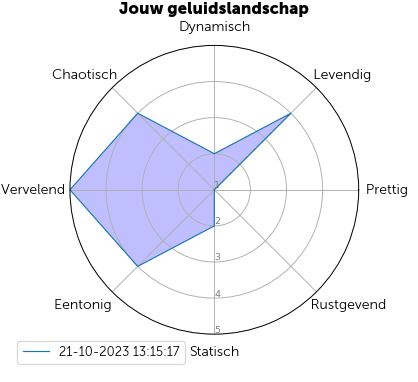 Jouw geluidslandschap
Dynamisch
Chaotisch
Levendig
Vervelend
1
Prettig
2
3
4
Eentonig
Rustgevend
5
21-10-2023 13:15:17
Statisch